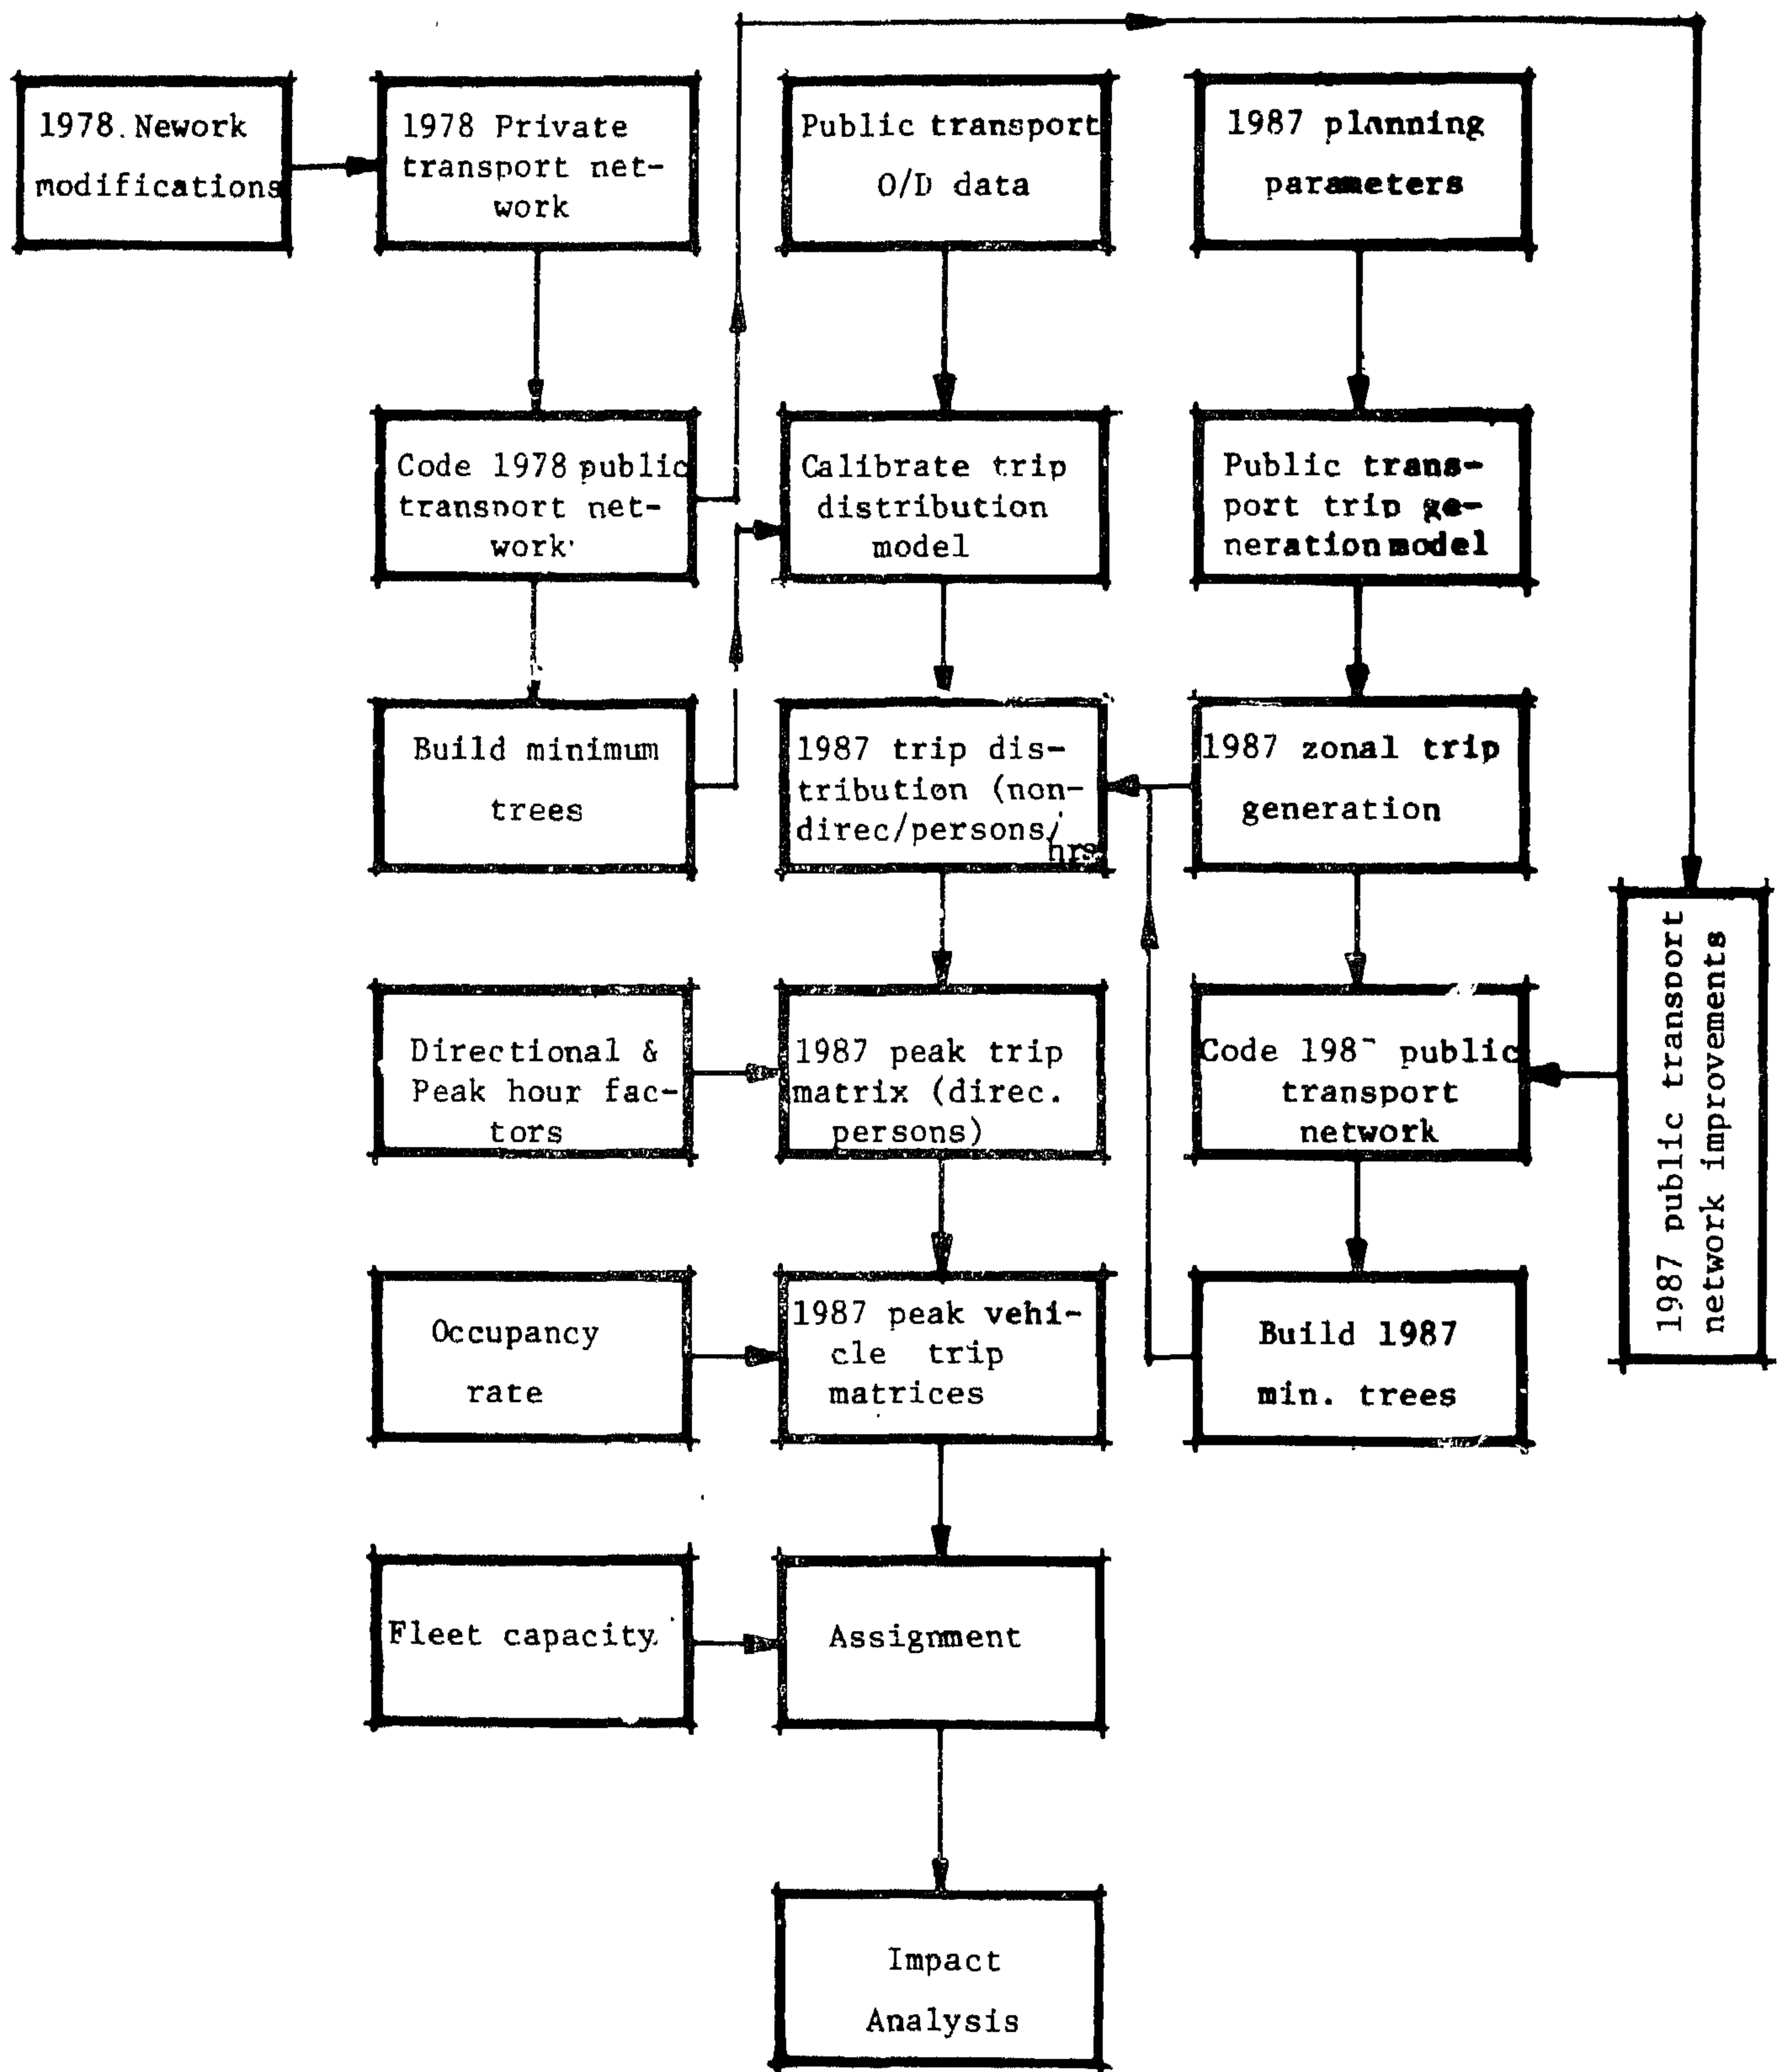 1978. Nework
modifications
1978 Private
transport net-
work
Public transport
O/D data
1987 planning
parameters
Code 1978 public
transport net-
work
Calibrate trip
distribution
model
Public trans-
port trip ge-
neration model
Build minimum
trees
1987 trip dis-
tribution (non-
direc/persons/
hrs
1987 zonal trip
generation
1987 public transport
network improvements
Directional &
Peak hour fac-
tors
1987 peak trip
matrix (direc.
persons)
Code 198 public
transport
network
Occupancy
rate
1987 peak vehi-
cle trip
matrices
Build 1987
min. trees
Fleet capacity
Assignment
Impact
Analysis